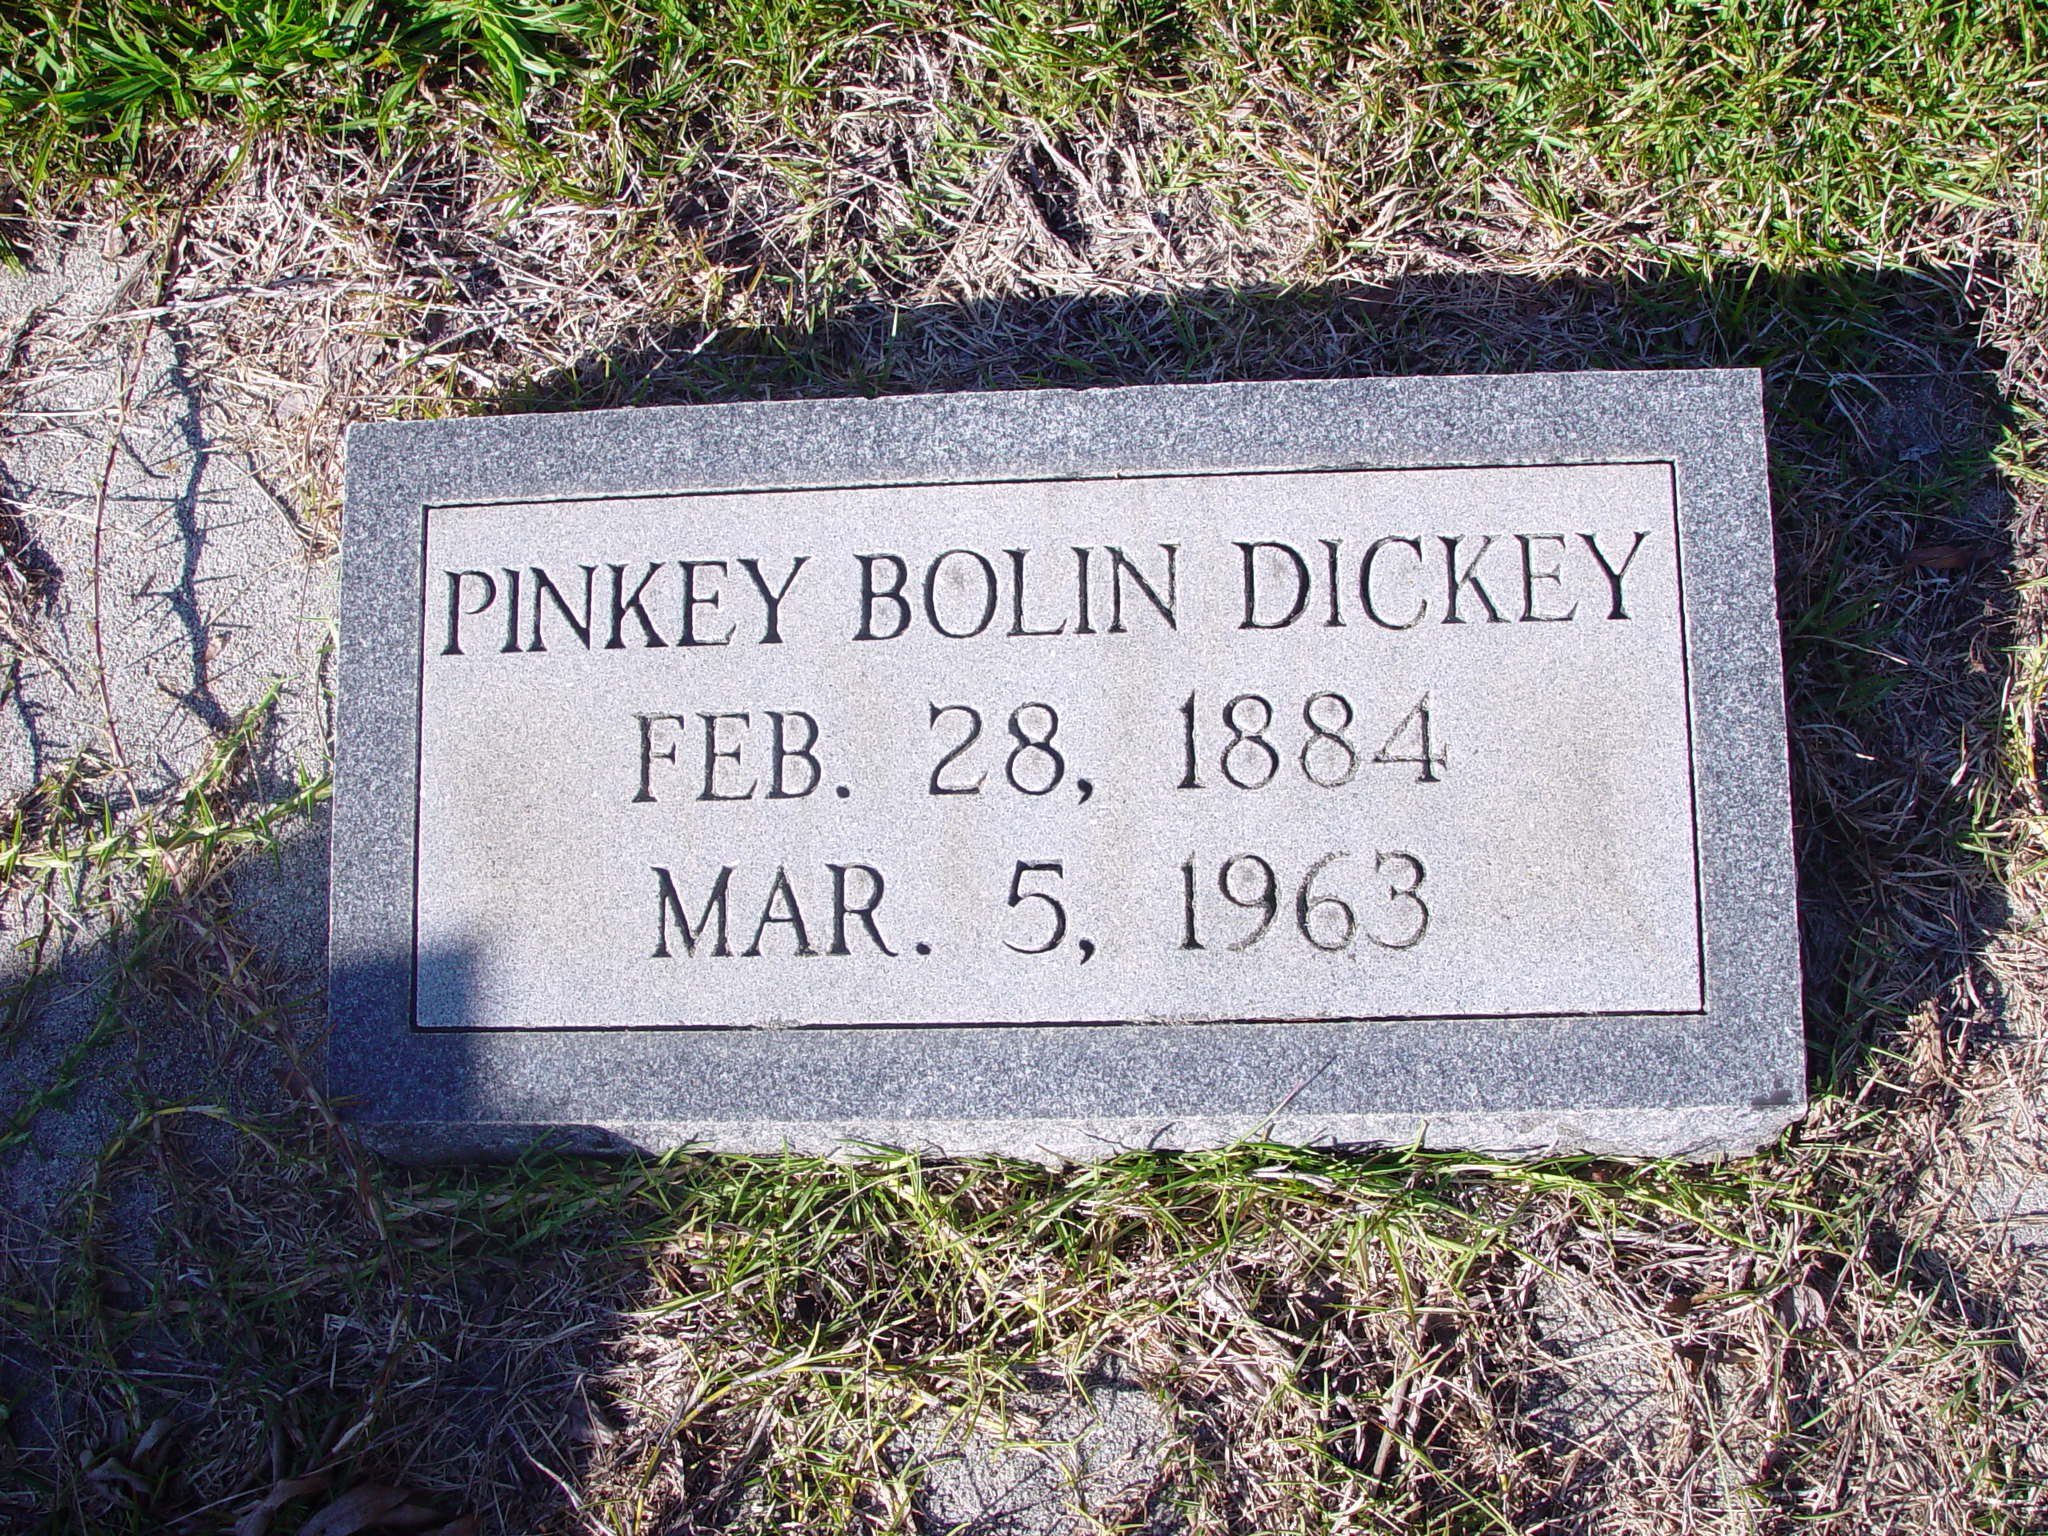 PINKEY BOLIN DICKEY
FEB. 28, 1884
MAR. 5, 1963